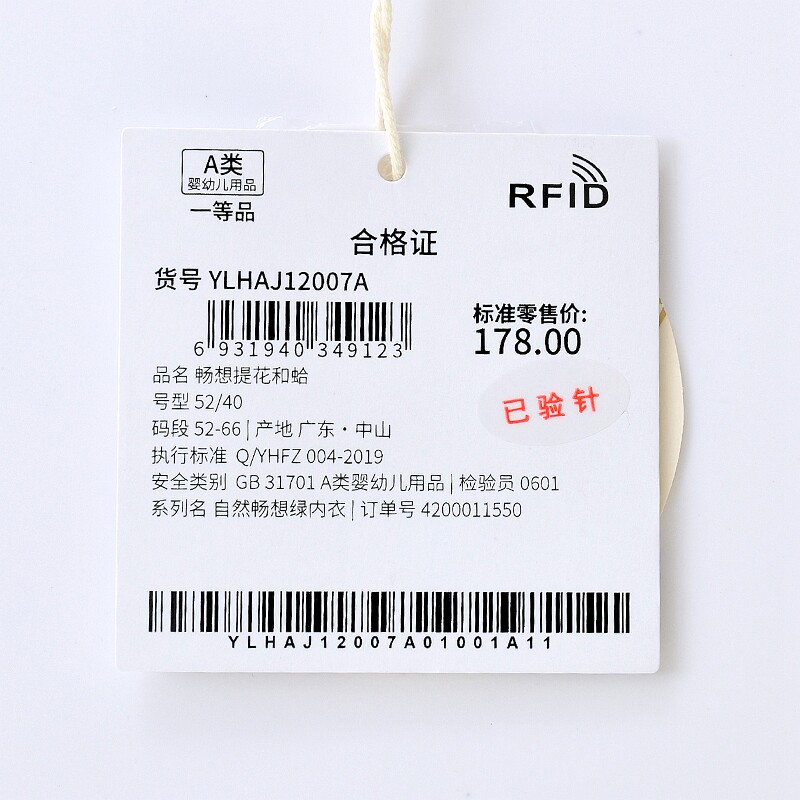 A类
婴幼儿用品
一等品
RFID
合格证
货号 YLHAJ12007A
6 931940 349123
标准零售价:
178.00
品名 畅想提花和蛤
号型 52/40
已验针
码段 52-66 | 产地 广东·中山
执行标准 Q/YHFZ 004-2019
安全类别 GB 31701 A类婴幼儿用品 | 检验员 0601
系列名 自然畅想绿内衣 | 订单号 4200011550
YLHAJ12007A01001A11